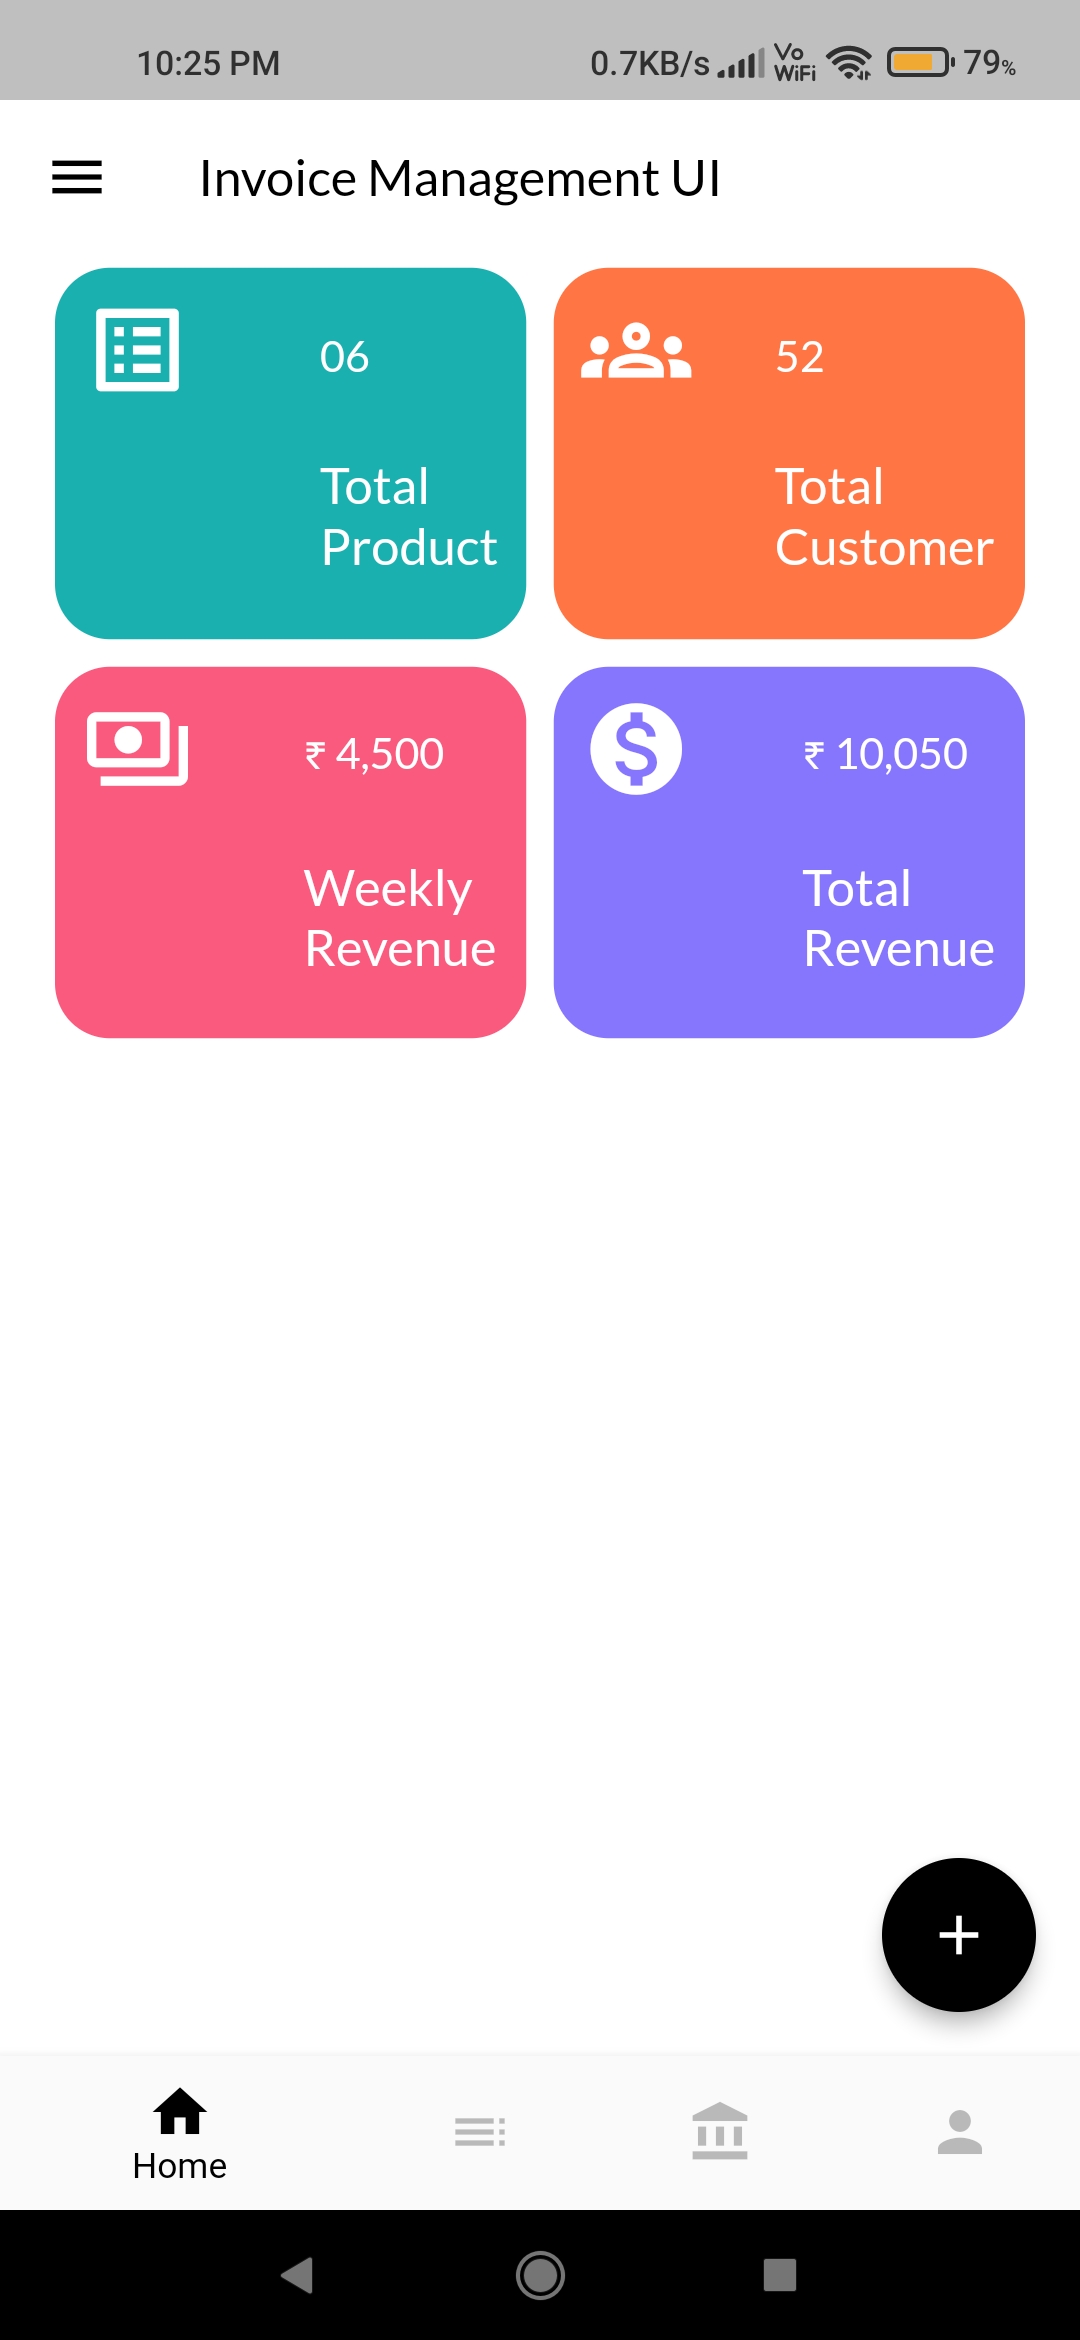 10:25 PM 0.7KB/s Vo WiFi 79%
Invoice Management UI
06
Total
Product
52
Total
Customer
₹ 4,500
Weekly
Revenue
₹ 10,050
Total
Revenue
Home